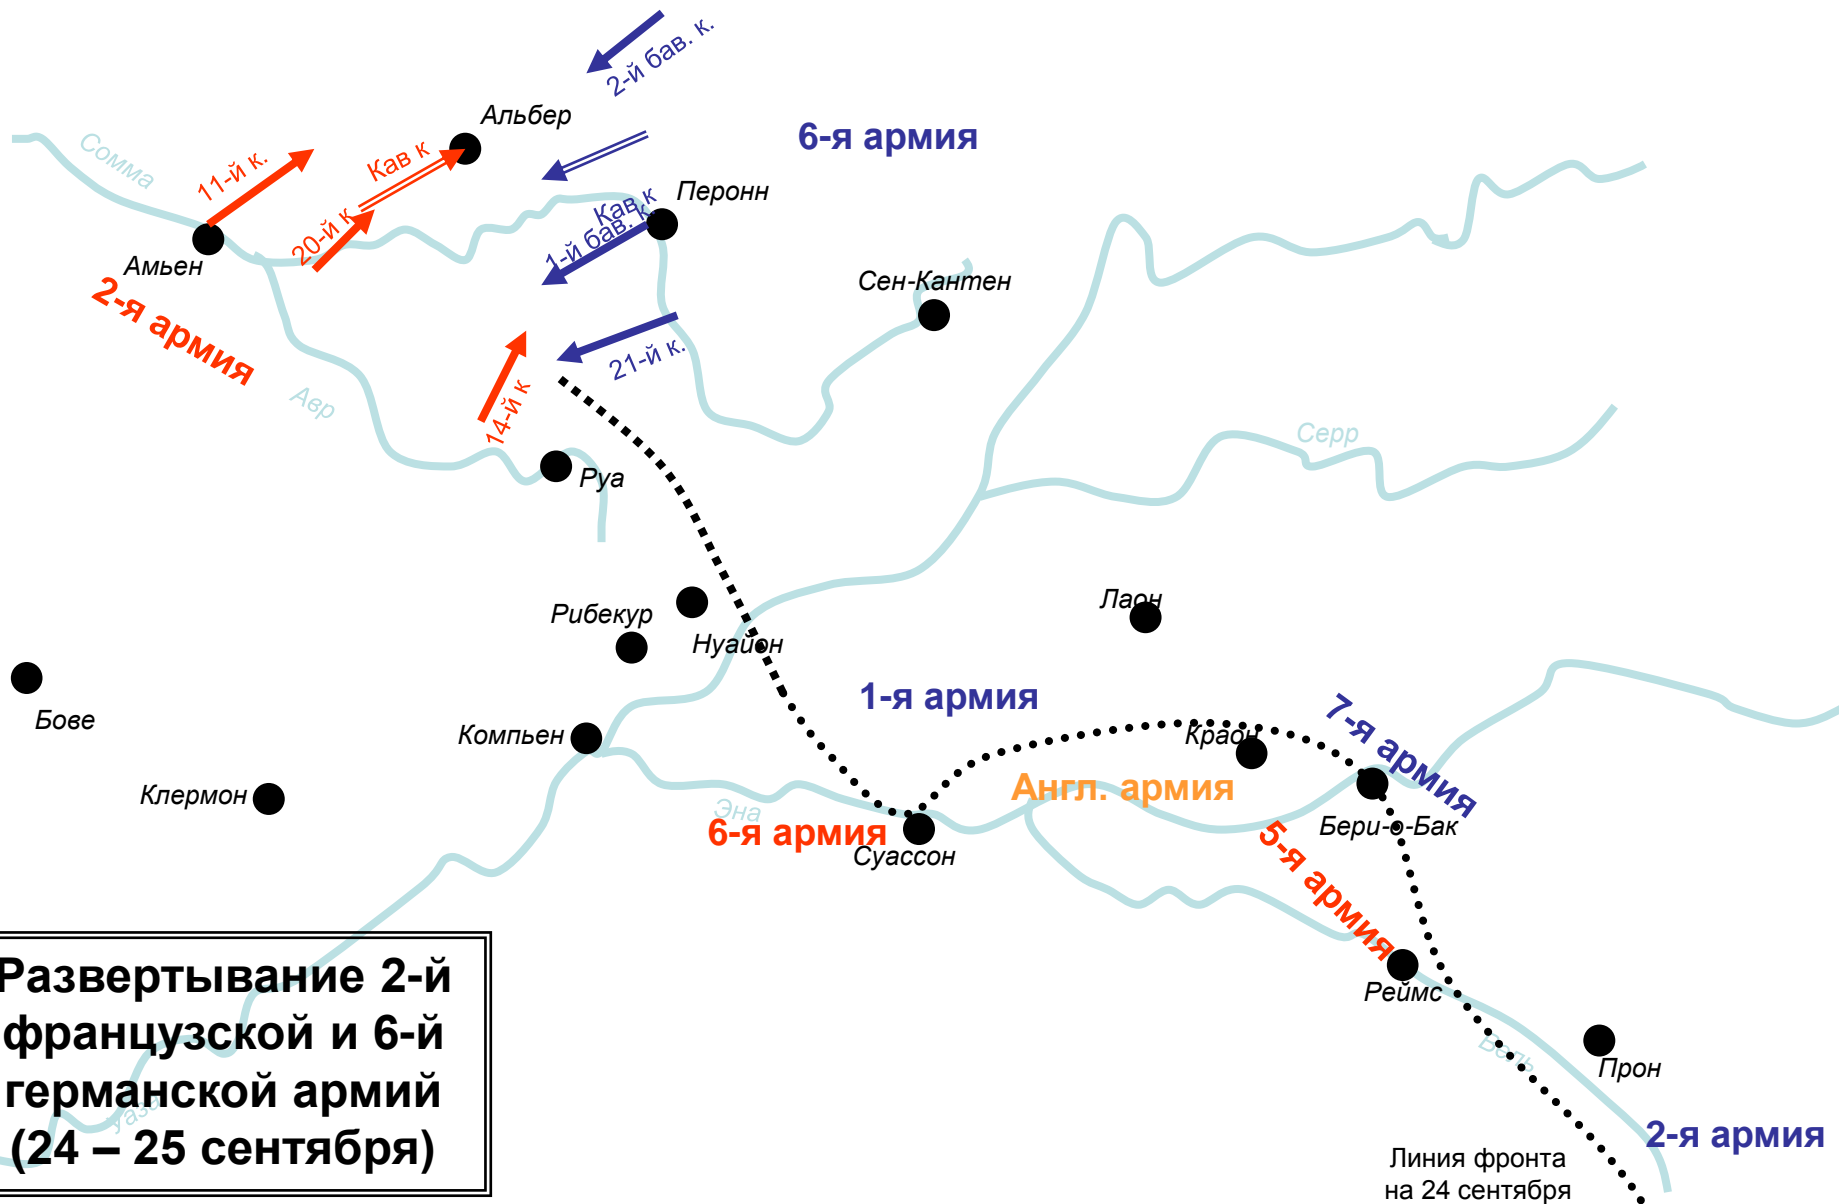 2-й бав. к.
Альбер
6-я армия
Сомма
11-й к.
Кав к
Перонн
Кав к
20-й к
1-й бав. к.
Амьен
Сен-Кантен
2-я армия
21-й к.
Авр
14-й к
Серр
Руа
Лаон
Рибекур
Нуайон
1-я армия
7-я армия
Бове
Компьен
Краон
Клермон
Англ. армия
Эна
6-я армия
Бери-о-Бак
Суассон
5-я армия
Реймс
Вель
Прон
Развертывание 2-й
французской и 6-й
германской армий
(24 – 25 сентября)
Уаза
2-я армия
Линия фронта
на 24 сентября